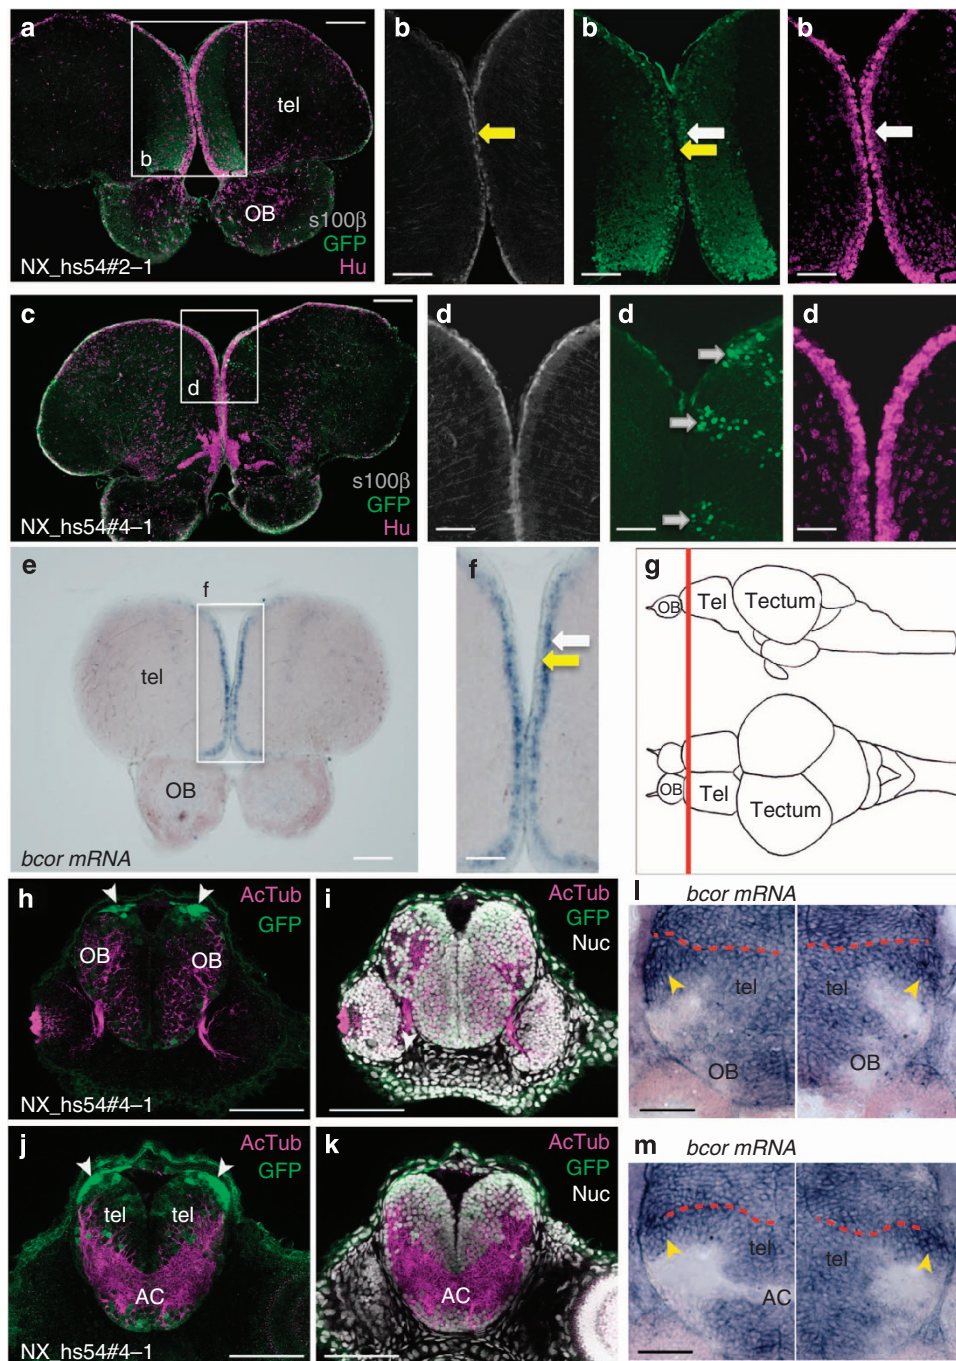 a
tel
b
OB
s100β
GFP
Hu
NX_hs54#2–1
b
b
b
c
d
s100β
GFP
Hu
NX_hs54#4–1
d
d
d
e
f
tel
OB
bcor mRNA
f
g
OB
Tel
Tectum
OB
Tel
Tectum
h
AcTub
GFP
OB
OB
NX_hs54#4–1
i
AcTub
GFP
Nuc
j
AcTub
GFP
tel
tel
AC
NX_hs54#4–1
k
AcTub
GFP
Nuc
AC
l
bcor mRNA
tel
tel
OB
OB
m
bcor mRNA
tel
tel
AC